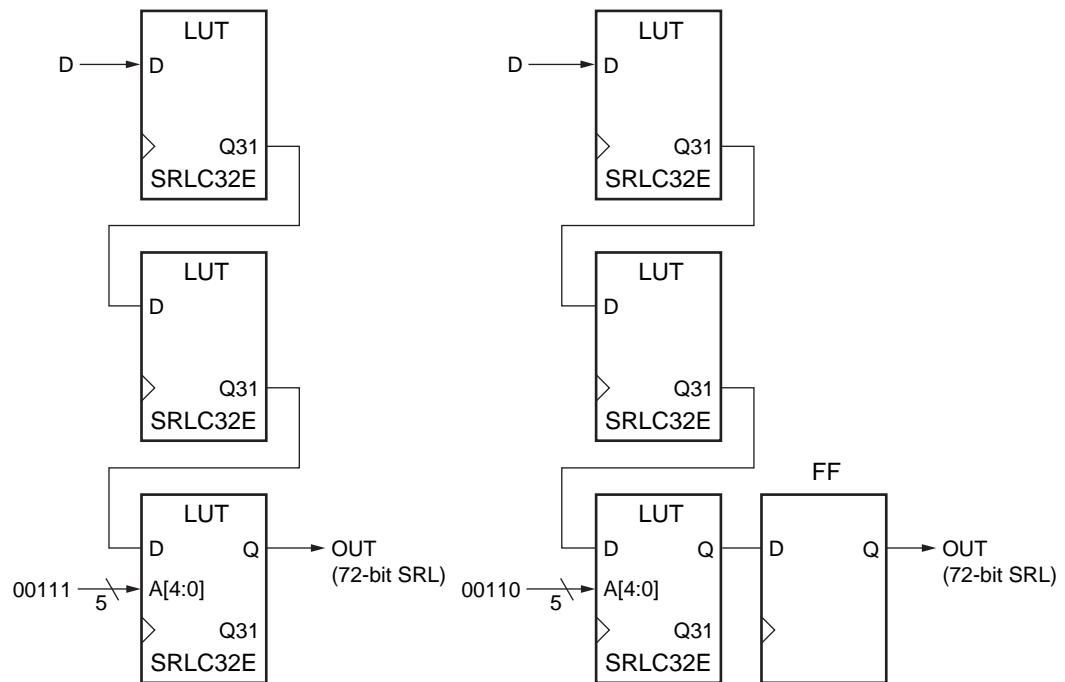 LUT
D
D
Q31
SRLC32E
LUT
D
Q31
SRLC32E
LUT
D
Q
OUT
(72-bit SRL)
00111
5
A[4:0]
Q31
SRLC32E
LUT
D
D
Q31
SRLC32E
LUT
D
Q31
SRLC32E
LUT
D
Q
00110
5
A[4:0]
Q31
SRLC32E
FF
D
Q
OUT
(72-bit SRL)